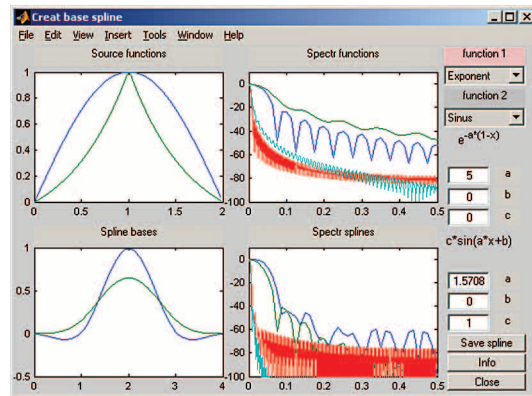 Creat base spline
File Edit View Insert Tools Window Help
Source functions
1
0.8
0.6
0.4
0.2
0
0 0.5 1 1.5 2
Spectr functions
0
-20
-40
-60
-80
-100
0 0.1 0.2 0.3 0.4 0.5
function 1
Exponent
function 2
Sinus
e^-a*(1-x)
5 a
0 b
0 c
Spline bases
1
0.5
0
-0.5
0 1 2 3 4
Spectr splines
0
-20
-40
-60
-80
-100
0 0.1 0.2 0.3 0.4 0.5
c*sin(a*x+b)
1.5708 a
0 b
1 c
Save spline
Info
Close